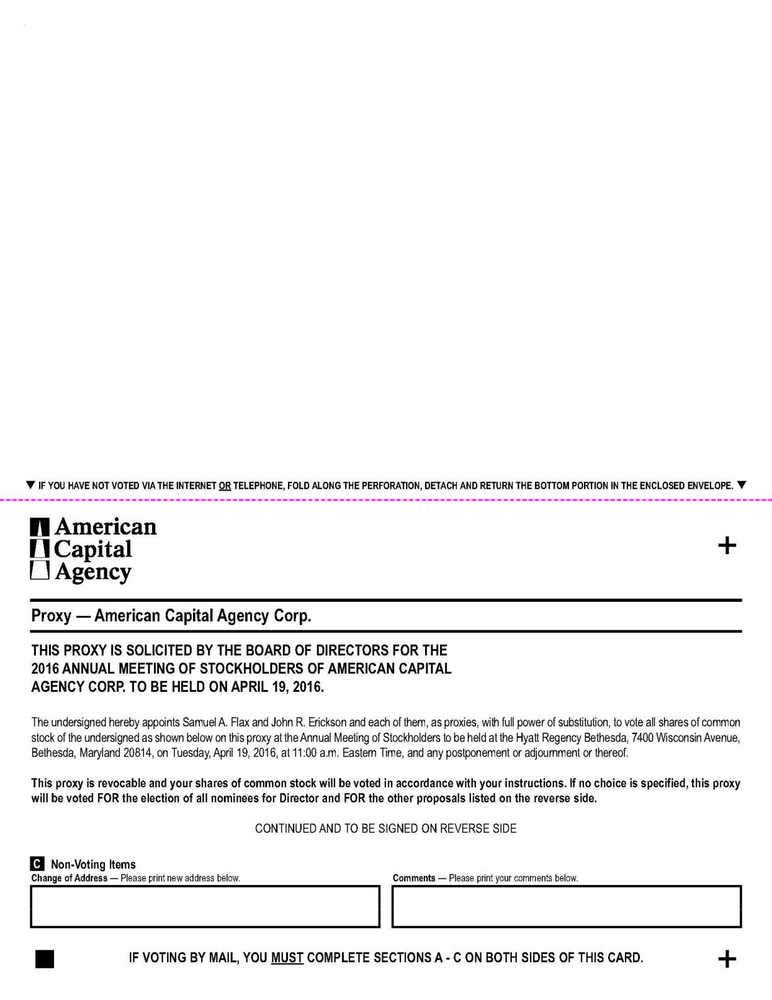 ▼ IF YOU HAVE NOT VOTED VIA THE INTERNET OR TELEPHONE, FOLD ALONG THE PERFORATION, DETACH AND RETURN THE BOTTOM PORTION IN THE ENCLOSED ENVELOPE. ▼
American
Capital
Agency
+
Proxy — American Capital Agency Corp.
THIS PROXY IS SOLICITED BY THE BOARD OF DIRECTORS FOR THE
2016 ANNUAL MEETING OF STOCKHOLDERS OF AMERICAN CAPITAL
AGENCY CORP. TO BE HELD ON APRIL 19, 2016.
The undersigned hereby appoints Samuel A. Flax and John R. Erickson and each of them, as proxies, with full power of substitution, to vote all shares of common
stock of the undersigned as shown below on this proxy at the Annual Meeting of Stockholders to be held at the Hyatt Regency Bethesda, 7400 Wisconsin Avenue,
Bethesda, Maryland 20814, on Tuesday, April 19, 2016, at 11:00 a.m. Eastern Time, and any postponement or adjournment or thereof.
This proxy is revocable and your shares of common stock will be voted in accordance with your instructions. If no choice is specified, this proxy
will be voted FOR the election of all nominees for Director and FOR the other proposals listed on the reverse side.
CONTINUED AND TO BE SIGNED ON REVERSE SIDE
C Non-Voting Items
Change of Address — Please print new address below.
Comments — Please print your comments below.
IF VOTING BY MAIL, YOU MUST COMPLETE SECTIONS A - C ON BOTH SIDES OF THIS CARD.
+